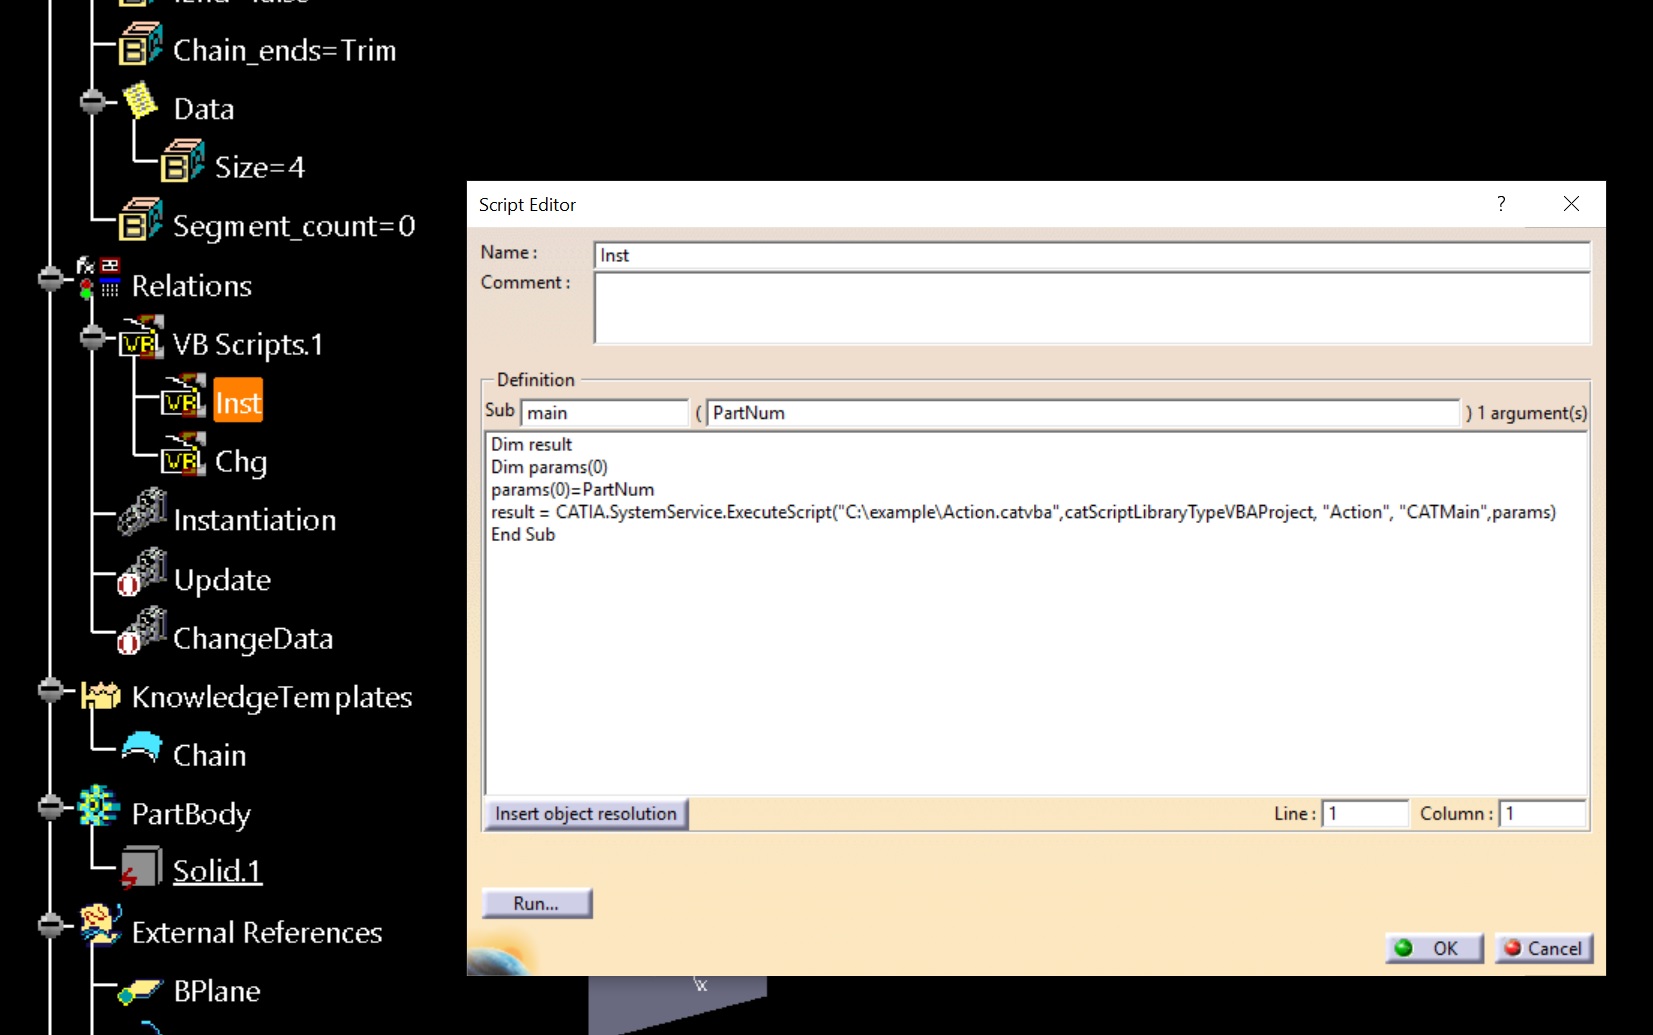 Chain_ends=Trim
Data
Size=4
Segment_count=0
Relations
VB Scripts.1
Inst
Chg
Instantiation
Update
ChangeData
KnowledgeTemplates
Chain
PartBody
Solid.1
External References
BPlane
Script Editor
?
Name :
Inst
Comment :
Definition
Sub main ( PartNum ) 1 argument(s)
Dim result
Dim params(0)
params(0)=PartNum
result = CATIA.SystemService.ExecuteScript("C:\example\Action.catvba",catScriptLibraryTypeVBAProject, "Action", "CATMain",params)
End Sub
Insert object resolution
Line : 1 Column : 1
Run...
OK Cancel